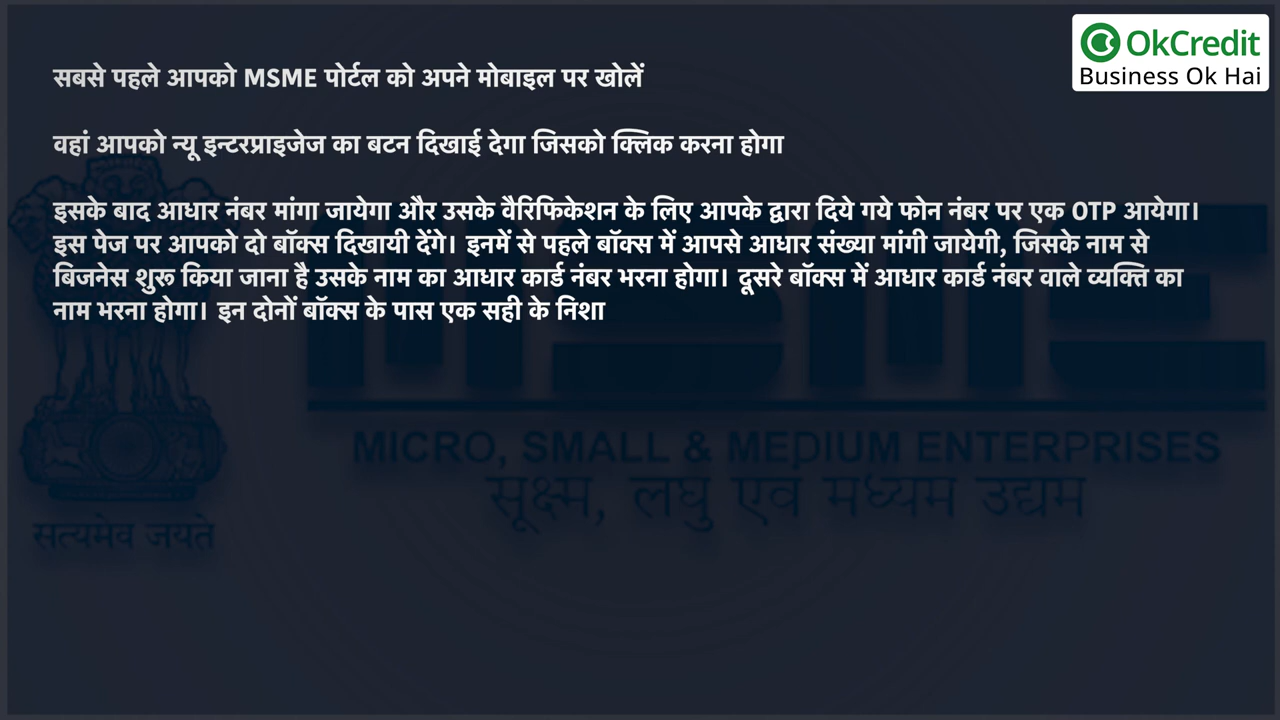 OkCredit
Business Ok Hai
सबसे पहले आपको MSME पोर्टल को अपने मोबाइल पर खोलें
वहां आपको न्यू इन्टरप्राइजेज का बटन दिखाई देगा जिसको क्लिक करना होगा
इसके बाद आधार नंबर मांगा जायेगा और उसके वैरिफिकेशन के लिए आपके द्वारा दिये गये फोन नंबर पर एक OTP आयेगा।
इस पेज पर आपको दो बॉक्स दिखायी देंगे। इनमें से पहले बॉक्स में आपसे आधार संख्या मांगी जायेगी, जिसके नाम से
बिजनेस शुरू किया जाना है उसके नाम का आधार कार्ड नंबर भरना होगा। दूसरे बॉक्स में आधार कार्ड नंबर वाले व्यक्ति का
नाम भरना होगा। इन दोनों बॉक्स के पास एक सही के निशा
MSME
MICRO, SMALL & MEDIUM ENTERPRISES
सूक्ष्म, लघु एवं मध्यम उद्यम
सत्यमेव जयते